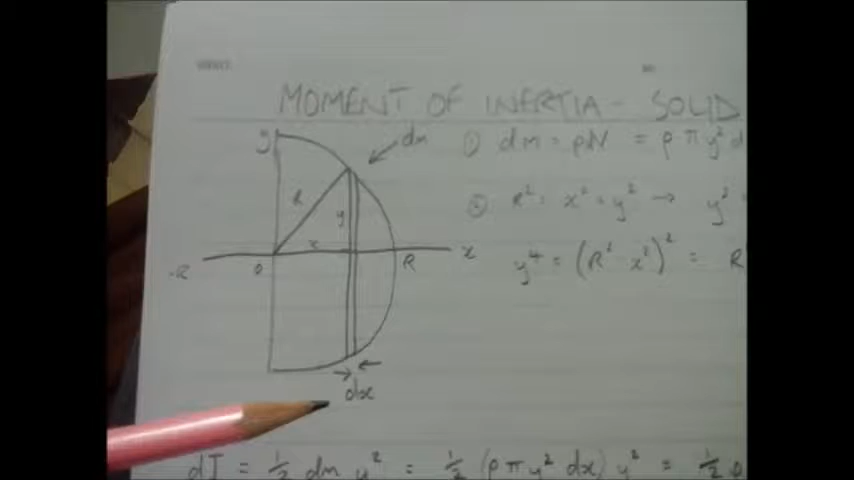 MOMENT OF INERTIA - SOLID
y
dm
① dm = ρdV = ρ π y² d
R
y
② R² = x² + y² → y²
x
-R
0
R
x
y⁴ = (R² x²)² = R
dx
dI = ½ dm y² = ½ (ρ π y² dx) y² = ½ ρ